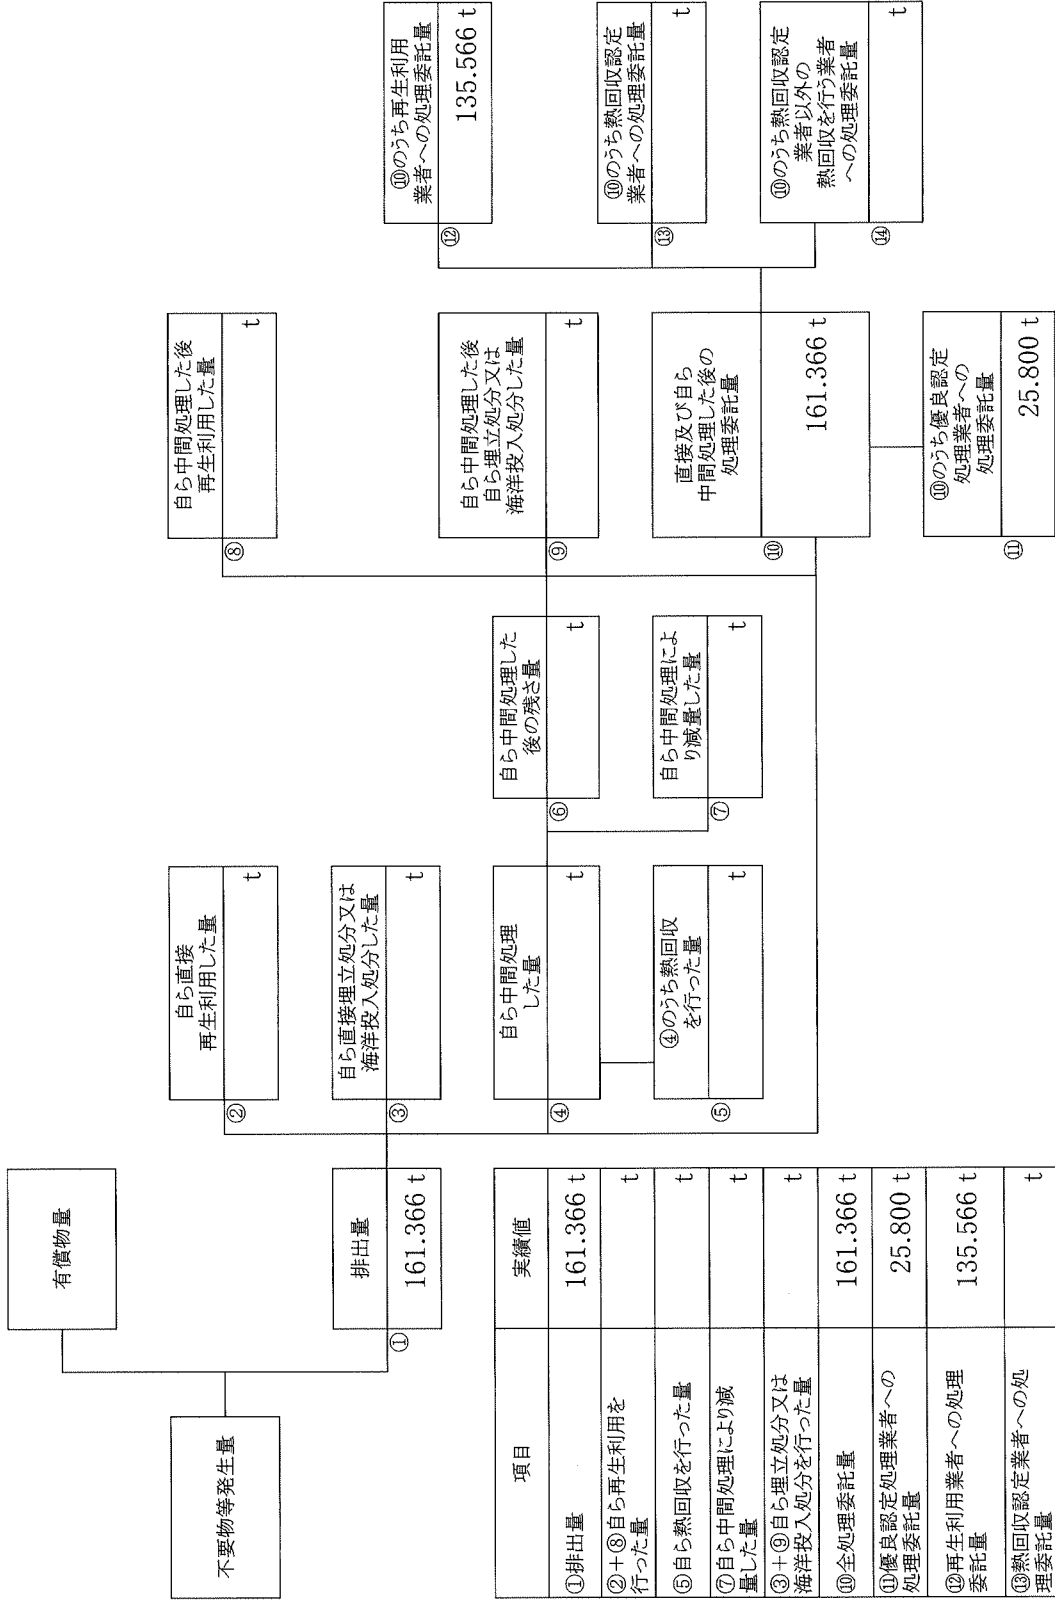 不要物等発生量
有償物量
排出量
①
161.366 t
自ら直接
再生利用した量
②
t
自ら直接埋立処分又は
海洋投入処分した量
③
t
自ら中間処理
した量
④
t
④のうち熱回収
を行った量
⑤
t
自ら中間処理した
後の残さ量
⑥
t
自ら中間処理によ
り減量した量
⑦
t
自ら中間処理した後
再生利用した量
⑧
t
自ら中間処理した後
自ら埋立処分又は
海洋投入処分した量
⑨
t
直接及び自ら
中間処理した後の
処理委託量
⑩
161.366 t
⑩のうち優良認定
処理業者への
処理委託量
⑪
25.800 t
⑩のうち再生利用
業者への処理委託量
⑫
135.566 t
⑩のうち熱回収認定
業者への処理委託量
⑬
t
⑩のうち熱回収認定
業者以外の
熱回収を行う業者
への処理委託量
⑭
t
項目
実績値
①排出量
161.366 t
②+⑧自ら再生利用を
行った量
t
⑤自ら熱回収を行った量
t
⑦自ら中間処理により減
量した量
t
③+⑨自ら埋立処分又は
海洋投入処分を行った量
t
⑩全処理委託量
161.366 t
⑪優良認定処理業者への
処理委託量
25.800 t
⑫再生利用業者への処理
委託量
135.566 t
⑬熱回収認定業者への処
理委託量
t